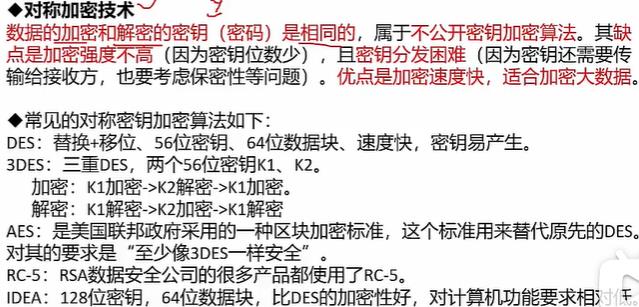 ◆对称加密技术
数据的加密和解密的密钥（密码）是相同的，属于不公开密钥加密算法。其缺
点是加密强度不高（因为密钥位数少），且密钥分发困难（因为密钥还需要传
输给接收方，也要考虑保密性等问题）。优点是加密速度快，适合加密大数据。
◆常见的对称密钥加密算法如下：
DES：替换+移位、56位密钥、64位数据块、速度快，密钥易产生。
3DES：三重DES，两个56位密钥K1、K2。
加密：K1加密->K2解密->K1加密。
解密：K1解密->K2加密->K1解密
AES：是美国联邦政府采用的一种区块加密标准，这个标准用来替代原先的DES。
对其的要求是“至少像3DES一样安全”。
RC-5：RSA数据安全公司的很多产品都使用了RC-5。
IDEA：128位密钥，64位数据块，比DES的加密性好，对计算机功能要求相对低。